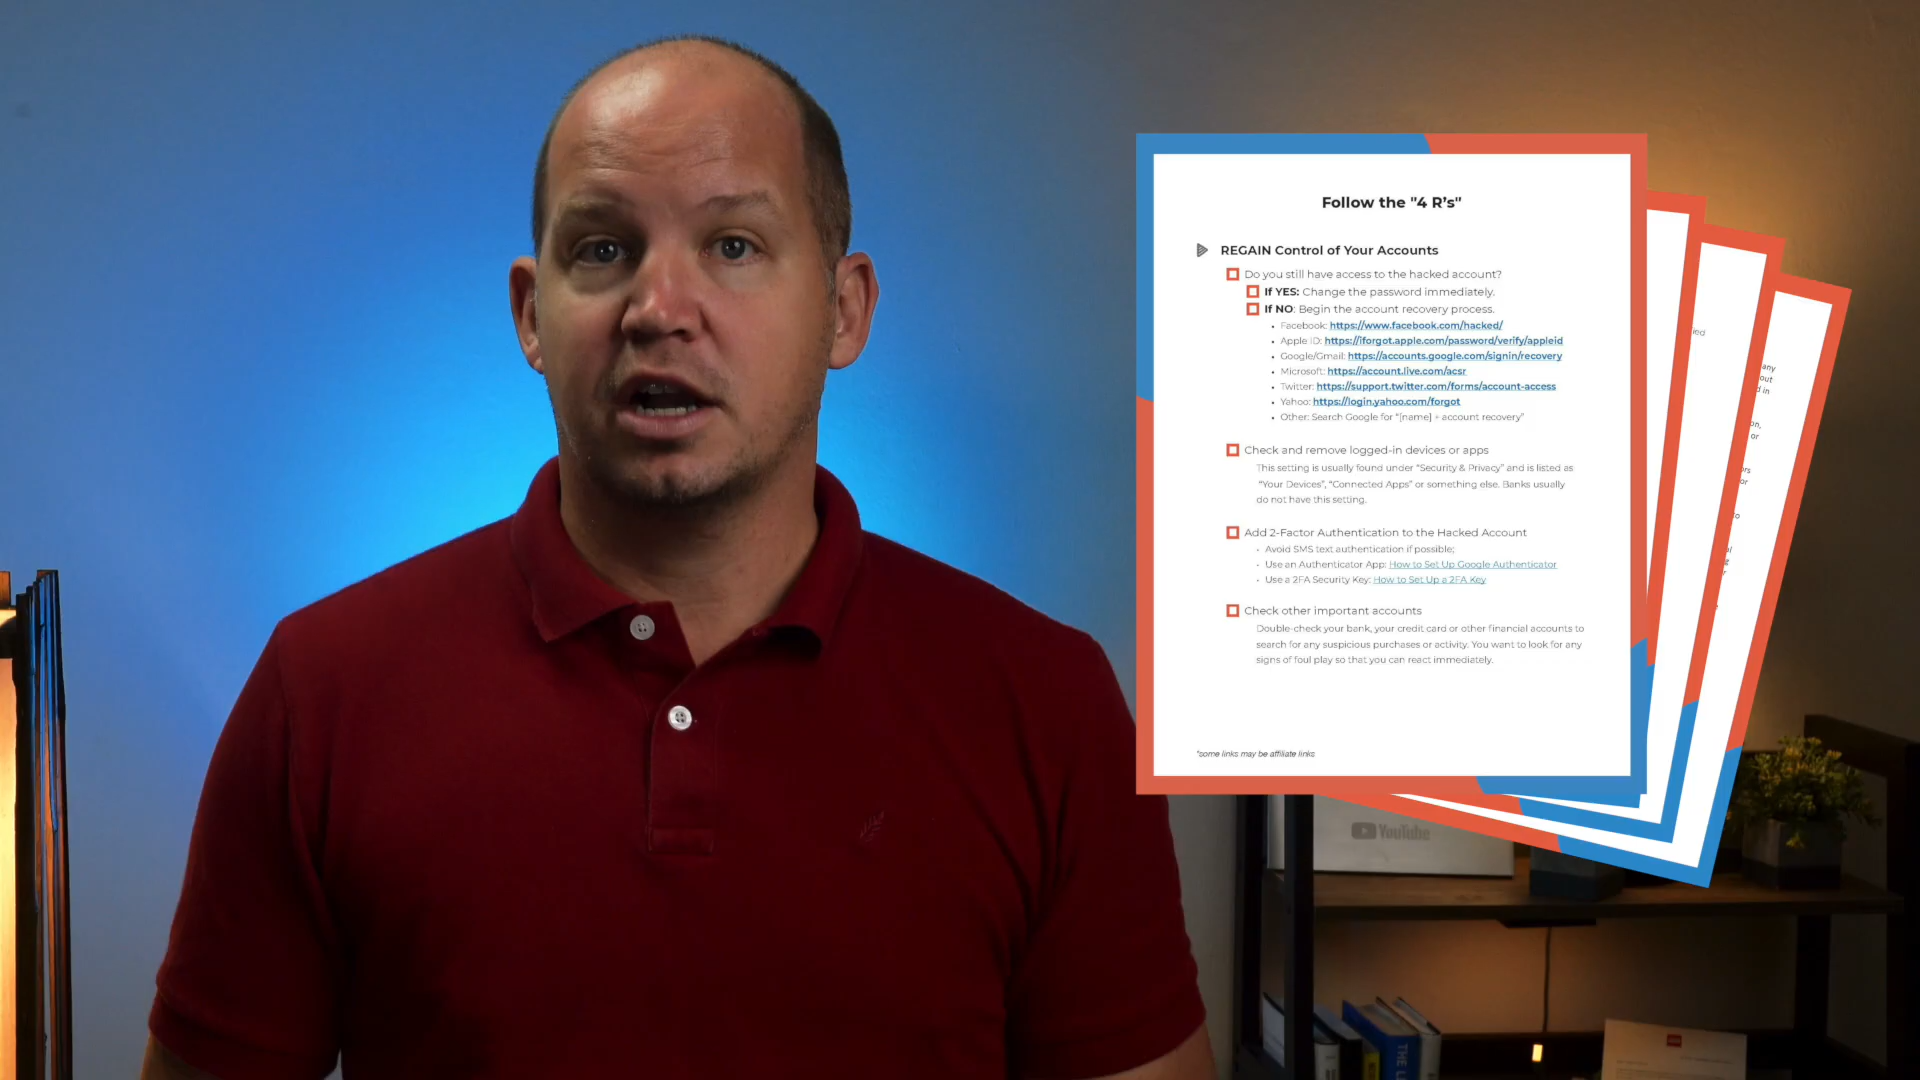 Follow the "4 R's"
REGAIN Control of Your Accounts
Do you still have access to the hacked account?
If YES: Change the password immediately.
If NO: Begin the account recovery process.
• Facebook: https://www.facebook.com/hacked/
• Apple ID: https://iforgot.apple.com/password/verify/appleid
• Google/Gmail: https://accounts.google.com/signin/recovery
• Microsoft: https://account.live.com/acsr
• Twitter: https://support.twitter.com/forms/account-access
• Yahoo: https://login.yahoo.com/forgot
• Other: Search Google for "[name] + account recovery"
Check and remove logged-in devices or apps
This setting is usually found under "Security & Privacy" and is listed as
"Your Devices", "Connected Apps" or something else. Banks usually
do not have this setting.
Add 2-Factor Authentication to the Hacked Account
- Avoid SMS text authentication if possible;
- Use an Authenticator App: How to Set Up Google Authenticator
- Use a 2FA Security Key: How to Set Up a 2FA Key
Check other important accounts
Double-check your bank, your credit card or other financial accounts to
search for any suspicious purchases or activity. You want to look for any
signs of foul play so that you can react immediately.
*some links may be affiliate links
any
out
d in
or
or
YouTube
THE L